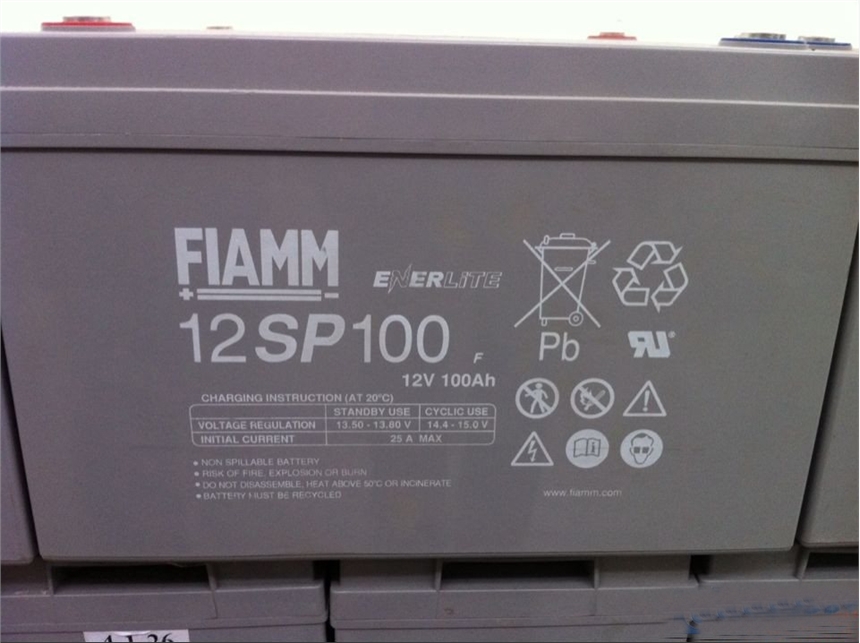 FIAMM
+ -
ENERLITE
12SP100 F
12V 100Ah
CHARGING INSTRUCTION (AT 20°C)
STANDBY USE CYCLIC USE
VOLTAGE REGULATION 13.50 - 13.80 V 14.4 - 15.0 V
INITIAL CURRENT 25 A MAX
• NON SPILLABLE BATTERY
• RISK OF FIRE, EXPLOSION OR BURN
• DO NOT DISASSEMBLE, HEAT ABOVE 50°C OR INCINERATE
• BATTERY MUST BE RECYCLED
Pb
RU®
www.fiamm.com